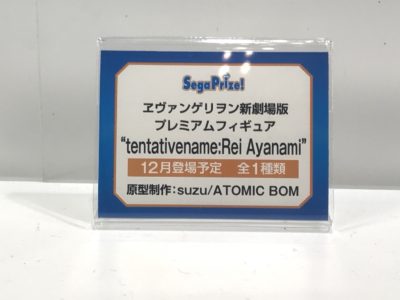 SegaPrize!
ヱヴァンゲリヲン新劇場版
プレミアムフィギュア
"tentativename:Rei Ayanami"
12月登場予定 全1種類
原型制作:suzu/ATOMIC BOM